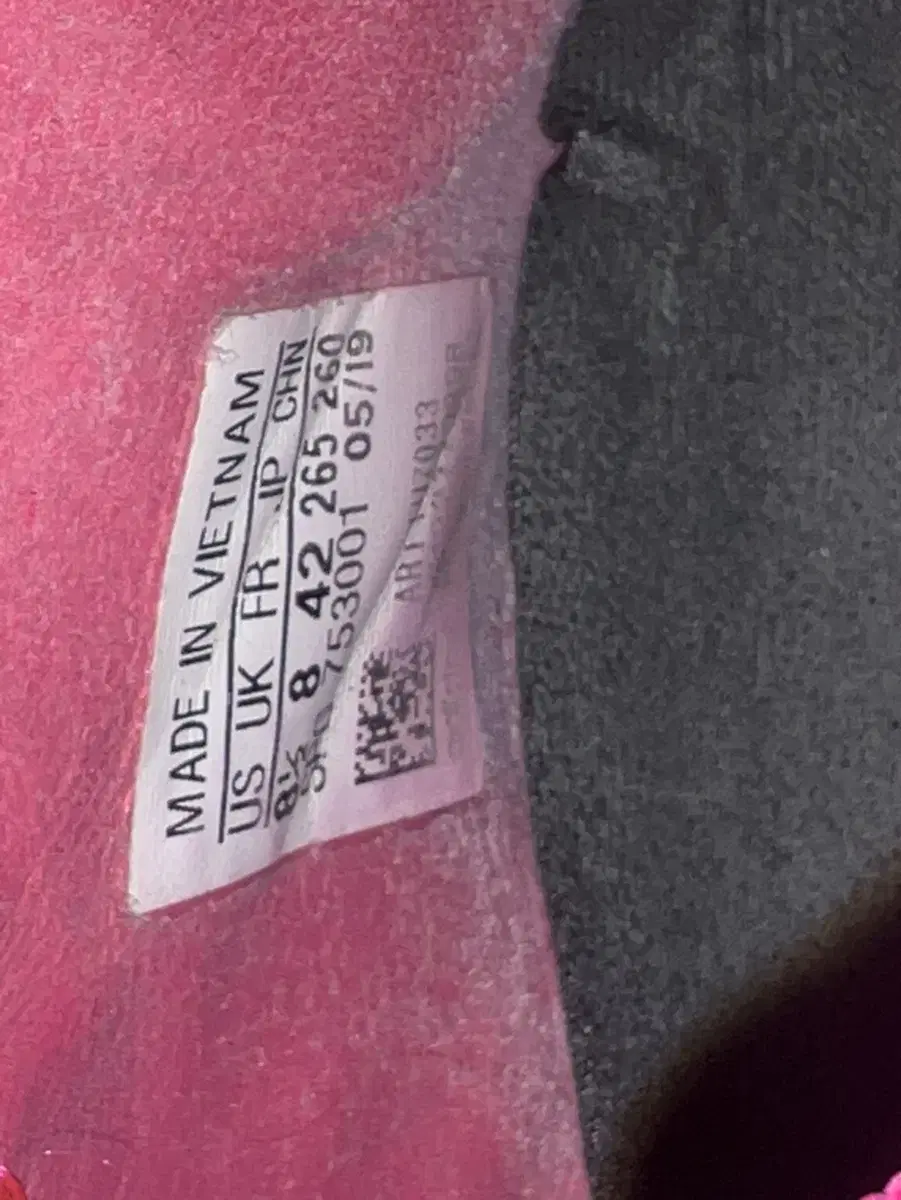 MADE IN VIETNAM
US UK FR JP CHN
8½ 8 42 265 260
753001 05/19
ART